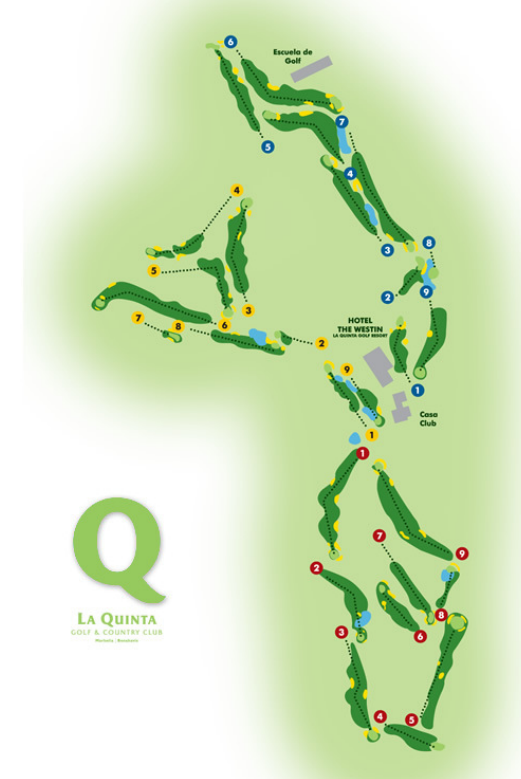 6
Escuela de
Golf
7
5
4
4
3
8
5
2
9
3
7
8
6
HOTEL
THE WESTIN
LA QUINTA GOLF RESORT
2
9
1
Casa
Club
1
1
7
9
2
LA QUINTA
GOLF & COUNTRY CLUB
Marbella | Benahavís
8
3
6
4
5
Q